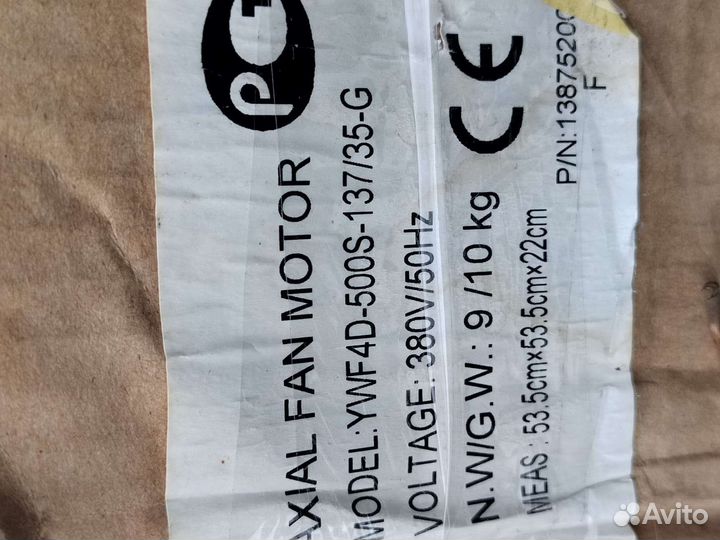 AXIAL FAN MOTOR
MODEL:YWF4D-500S-137/35-G
VOLTAGE: 380V/50Hz
N.W/G.W.: 9 /10 kg
MEAS : 53.5cm×53.5cm×22cm
CE
F
Avito